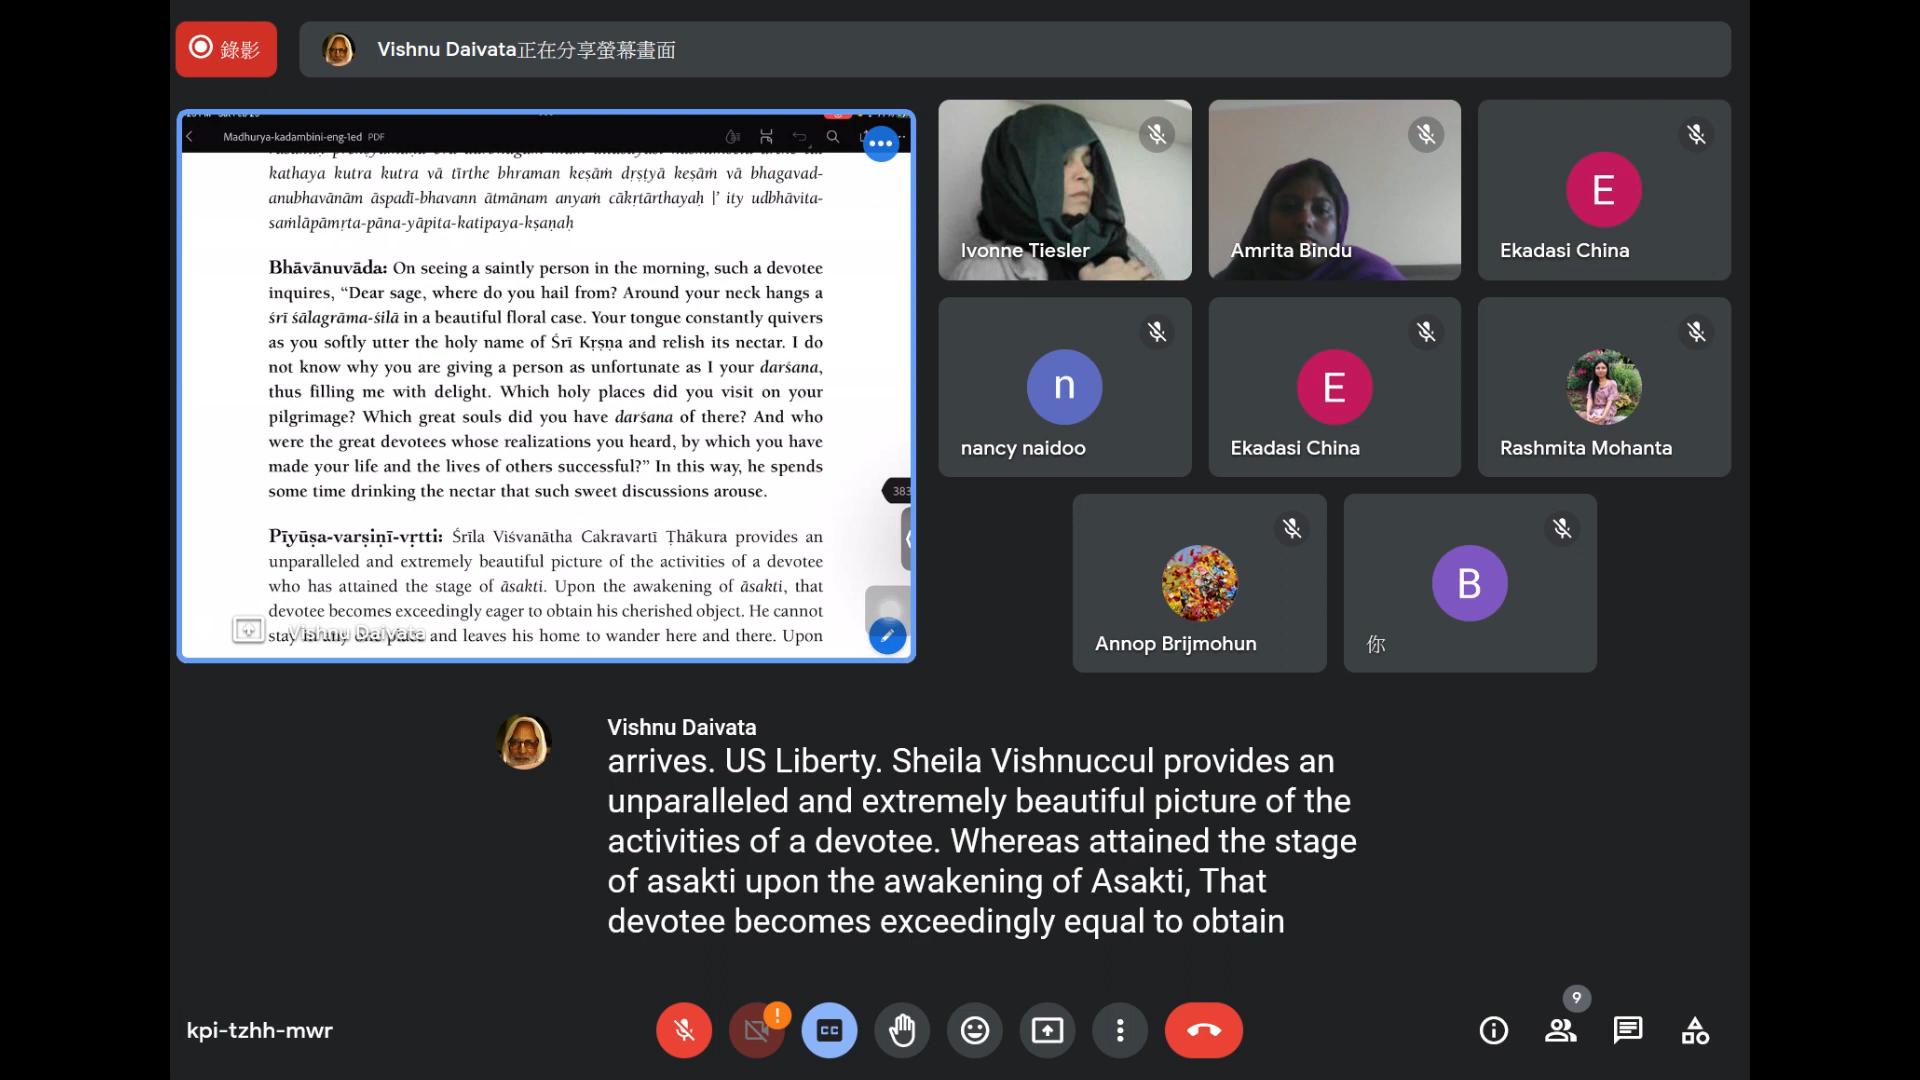 錄影
Vishnu Daivata正在分享螢幕畫面
Madhurya-kadambini-eng-1ed PDF
kathaya kutra kutra vā tīrthe bhraman keṣāṁ dṛṣṭyā keṣāṁ vā bhagavad-
anubhavānām āspadī-bhavann ātmānam anyaṁ cākṛtārthayaḥ |’ ity udbhāvita-
saṁlāpāmṛta-pāna-yāpita-katipaya-kṣaṇaḥ
Bhāvānuvāda: On seeing a saintly person in the morning, such a devotee
inquires, “Dear sage, where do you hail from? Around your neck hangs a
śrī śālagrāma-śilā in a beautiful floral case. Your tongue constantly quivers
as you softly utter the holy name of Śrī Kṛṣṇa and relish its nectar. I do
not know why you are giving a person as unfortunate as I your darśana,
thus filling me with delight. Which holy places did you visit on your
pilgrimage? Which great souls did you have darśana of there? And who
were the great devotees whose realizations you heard, by which you have
made your life and the lives of others successful?” In this way, he spends
some time drinking the nectar that such sweet discussions arouse.
383
Pīyūṣa-varṣiṇī-vṛtti: Śrīla Viśvanātha Cakravartī Ṭhākura provides an
unparalleled and extremely beautiful picture of the activities of a devotee
who has attained the stage of āsakti. Upon the awakening of āsakti, that
devotee becomes exceedingly eager to obtain his cherished object. He cannot
stay in any one place and leaves his home to wander here and there. Upon
Vishnu Daivata
Ivonne Tiesler
Amrita Bindu
E
Ekadasi China
n
nancy naidoo
E
Ekadasi China
Rashmita Mohanta
Annop Brijmohun
B
你
Vishnu Daivata
arrives. US Liberty. Sheila Vishnuccul provides an
unparalleled and extremely beautiful picture of the
activities of a devotee. Whereas attained the stage
of asakti upon the awakening of Asakti, That
devotee becomes exceedingly equal to obtain
kpi-tzhh-mwr
!
CC
9